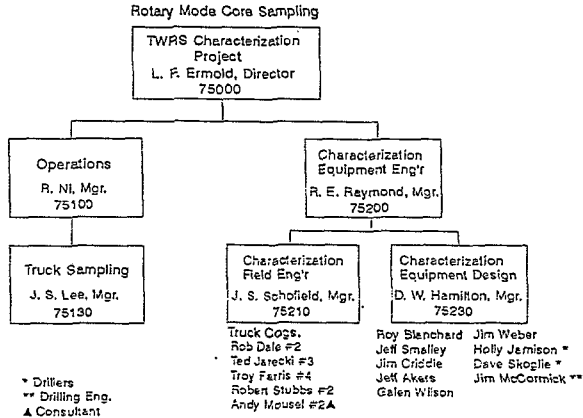 Rotary Mode Core Sampling
TWRS Characterization
Project
L. F. Ermold, Director
75000
Operations
R. Ni, Mgr.
75100
Characterization
Equipment Eng'r
R. E. Raymond, Mgr.
75200
Truck Sampling
J. S. Lee, Mgr.
75130
Characterization
Field Eng'r
J. S. Schofield, Mgr.
75210
Characterization
Equipment Design
D. W. Hamilton, Mgr.
75230
Truck Cogs.
Rob Dale #2
Ted Jarecki #3
Troy Farris #4
Robert Stubbs #2
Andy Mousel #2▲
Roy Blanchard
Jeff Smalley
Jim Criddle
Jeff Akers
Galen Wilson
Jim Weber
Holly Jamison *
Dave Skoglie *
Jim McCormick **
* Drillers
** Drilling Eng.
▲ Consultant